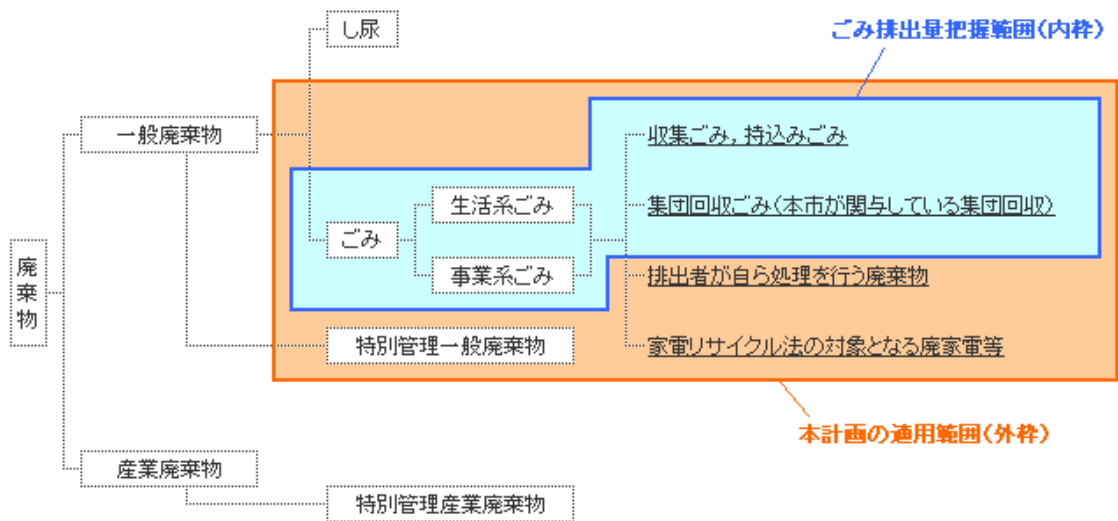 し尿
ごみ排出量把握範囲(内枠)
一般廃棄物
収集ごみ,持込みごみ
生活系ごみ
集団回収ごみ(本市が関与している集団回収)
ごみ
廃棄物
事業系ごみ
排出者が自ら処理を行う廃棄物
特別管理一般廃棄物
家電リサイクル法の対象となる廃家電等
本計画の適用範囲(外枠)
産業廃棄物
特別管理産業廃棄物